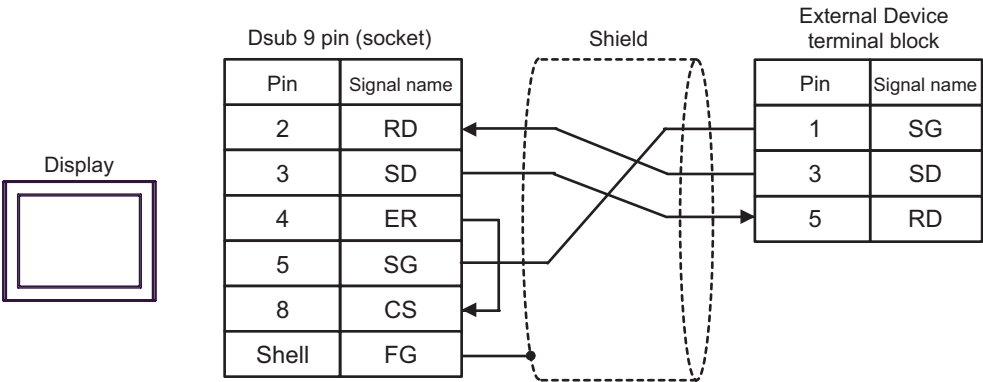 External Device
terminal block
Dsub 9 pin (socket)
Shield
Pin Signal name
2 RD
3 SD
4 ER
5 SG
8 CS
Shell FG
Pin Signal name
1 SG
3 SD
5 RD
Display